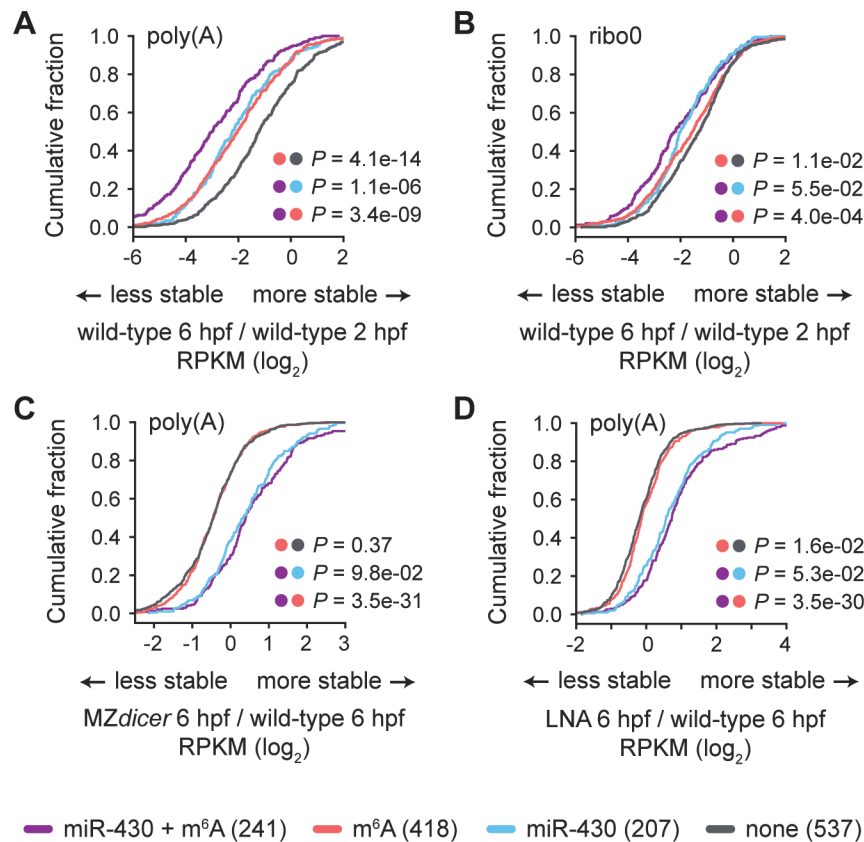 A
poly(A)
Cumulative fraction
1.0
0.8
0.6
0.4
0.2
0.0
P = 4.1e-14
P = 1.1e-06
P = 3.4e-09
-6 -4 -2 0 2
← less stable more stable →
wild-type 6 hpf / wild-type 2 hpf
RPKM (log₂)
B
ribo0
Cumulative fraction
1.0
0.8
0.6
0.4
0.2
0.0
P = 1.1e-02
P = 5.5e-02
P = 4.0e-04
-6 -4 -2 0 2
← less stable more stable →
wild-type 6 hpf / wild-type 2 hpf
RPKM (log₂)
C
poly(A)
Cumulative fraction
1.0
0.8
0.6
0.4
0.2
0.0
P = 0.37
P = 9.8e-02
P = 3.5e-31
-2 -1 0 1 2 3
← less stable more stable →
MZdicer 6 hpf / wild-type 6 hpf
RPKM (log₂)
D
poly(A)
Cumulative fraction
1.0
0.8
0.6
0.4
0.2
0.0
P = 1.6e-02
P = 5.3e-02
P = 3.5e-30
-2 0 2 4
← less stable more stable →
LNA 6 hpf / wild-type 6 hpf
RPKM (log₂)
miR-430 + m⁶A (241) m⁶A (418) miR-430 (207) none (537)